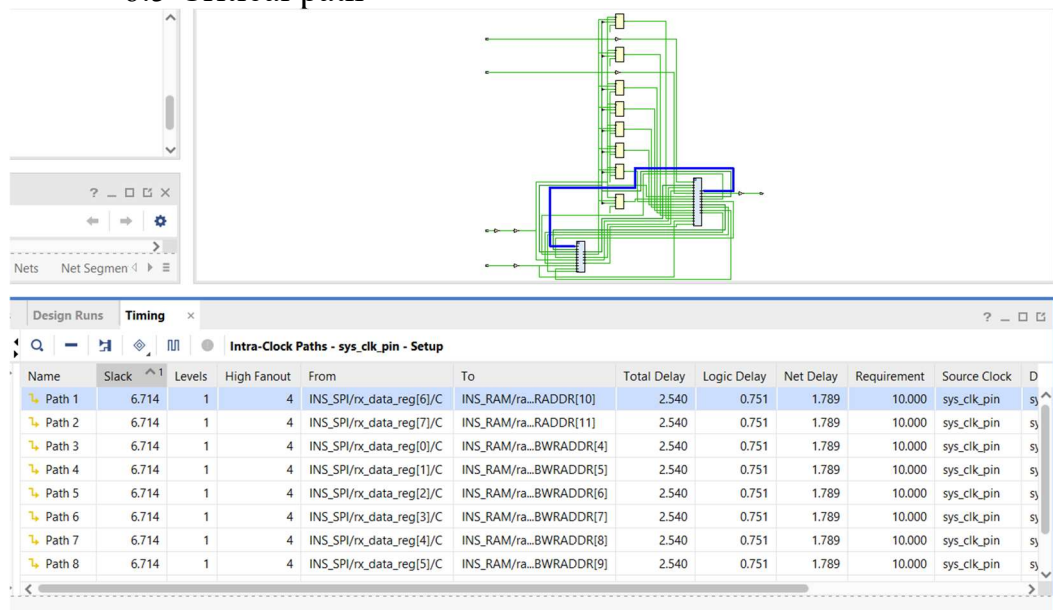 ? _ □ X
Nets Net Segmen
Design Runs Timing ×
? _ □
Intra-Clock Paths - sys_clk_pin - Setup
Name Slack ^1 Levels High Fanout From To Total Delay Logic Delay Net Delay Requirement Source Clock D
Path 1 6.714 1 4 INS_SPI/rx_data_reg[6]/C INS_RAM/ra...RADDR[10] 2.540 0.751 1.789 10.000 sys_clk_pin sy
Path 2 6.714 1 4 INS_SPI/rx_data_reg[7]/C INS_RAM/ra...RADDR[11] 2.540 0.751 1.789 10.000 sys_clk_pin sy
Path 3 6.714 1 4 INS_SPI/rx_data_reg[0]/C INS_RAM/ra...BWRADDR[4] 2.540 0.751 1.789 10.000 sys_clk_pin sy
Path 4 6.714 1 4 INS_SPI/rx_data_reg[1]/C INS_RAM/ra...BWRADDR[5] 2.540 0.751 1.789 10.000 sys_clk_pin sy
Path 5 6.714 1 4 INS_SPI/rx_data_reg[2]/C INS_RAM/ra...BWRADDR[6] 2.540 0.751 1.789 10.000 sys_clk_pin sy
Path 6 6.714 1 4 INS_SPI/rx_data_reg[3]/C INS_RAM/ra...BWRADDR[7] 2.540 0.751 1.789 10.000 sys_clk_pin sy
Path 7 6.714 1 4 INS_SPI/rx_data_reg[4]/C INS_RAM/ra...BWRADDR[8] 2.540 0.751 1.789 10.000 sys_clk_pin sy
Path 8 6.714 1 4 INS_SPI/rx_data_reg[5]/C INS_RAM/ra...BWRADDR[9] 2.540 0.751 1.789 10.000 sys_clk_pin sy